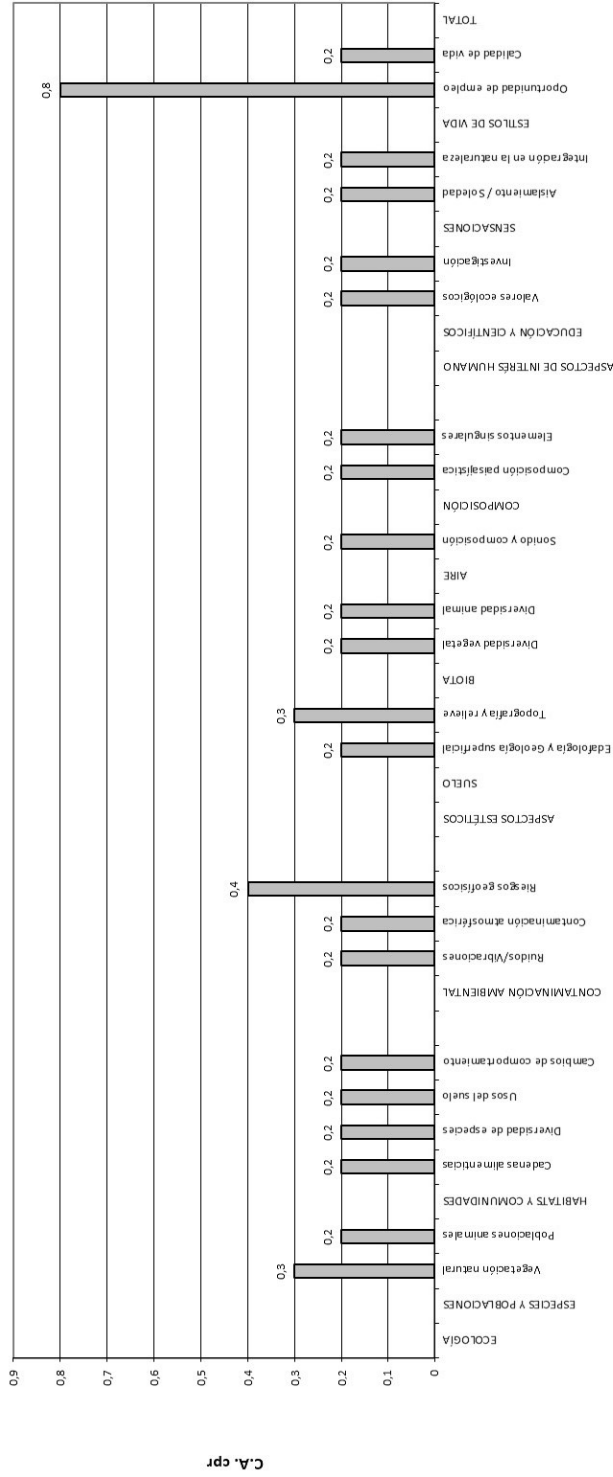 C.A. cpr
0,9
0,8
0,7
0,6
0,5
0,4
0,3
0,2
0,1
0
0,3
0,2
0,2
0,2
0,2
0,2
0,2
0,2
0,4
0,2
0,3
0,2
0,2
0,2
0,2
0,2
0,2
0,2
0,2
0,2
0,8
0,2
ECOLOGÍA
ESPECIES Y POBLACIONES
Vegetación natural
Poblaciones animales
HABITATS Y COMUNIDADES
Cadenas alimenticias
Diversidad de especies
Usos del suelo
Cambios de comportamiento
CONTAMINACIÓN AMBIENTAL
Ruidos/Vibraciones
Contaminación atmosférica
Riesgos geofísicos
ASPECTOS ESTÉTICOS
SUELO
Edafología y Geología superficial
Topografía y relieve
BIOTA
Diversidad vegetal
Diversidad animal
AIRE
Sonido y composición
COMPOSICIÓN
Composición paisajística
Elementos singulares
ASPECTOS DE INTERÉS HUMANO
EDUCACIÓN Y CIENTÍFICOS
Valores ecológicos
Investigación
SENSACIONES
Aislamiento / Soledad
Integración en la naturaleza
ESTILOS DE VIDA
Oportunidad de empleo
Calidad de vida
TOTAL